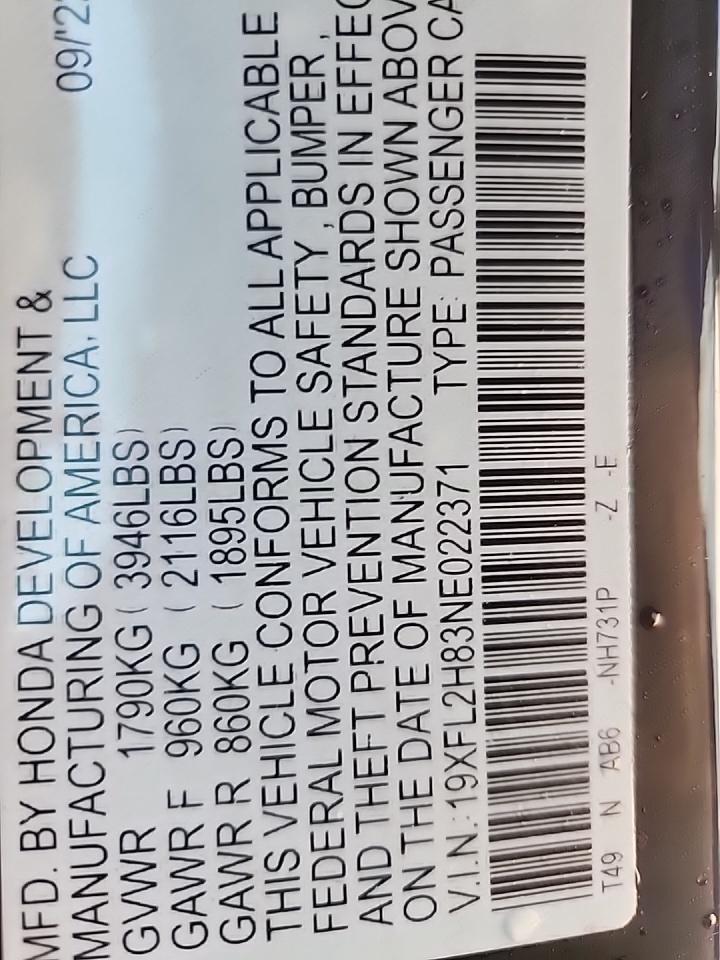 MFD. BY HONDA DEVELOPMENT & 09/'2
MANUFACTURING OF AMERICA, LLC
GVWR 1790KG ( 3946LBS)
GAWR F 960KG ( 2116LBS)
GAWR R 860KG ( 1895LBS)
THIS VEHICLE CONFORMS TO ALL APPLICABLE
FEDERAL MOTOR VEHICLE SAFETY , BUMPER ,
AND THEFT PREVENTION STANDARDS IN EFFEC
ON THE DATE OF MANUFACTURE SHOWN ABOV
V.I.N.:19XFL2H83NE022371 TYPE: PASSENGER CA
T49 N AB6 -NH731P -Z -E